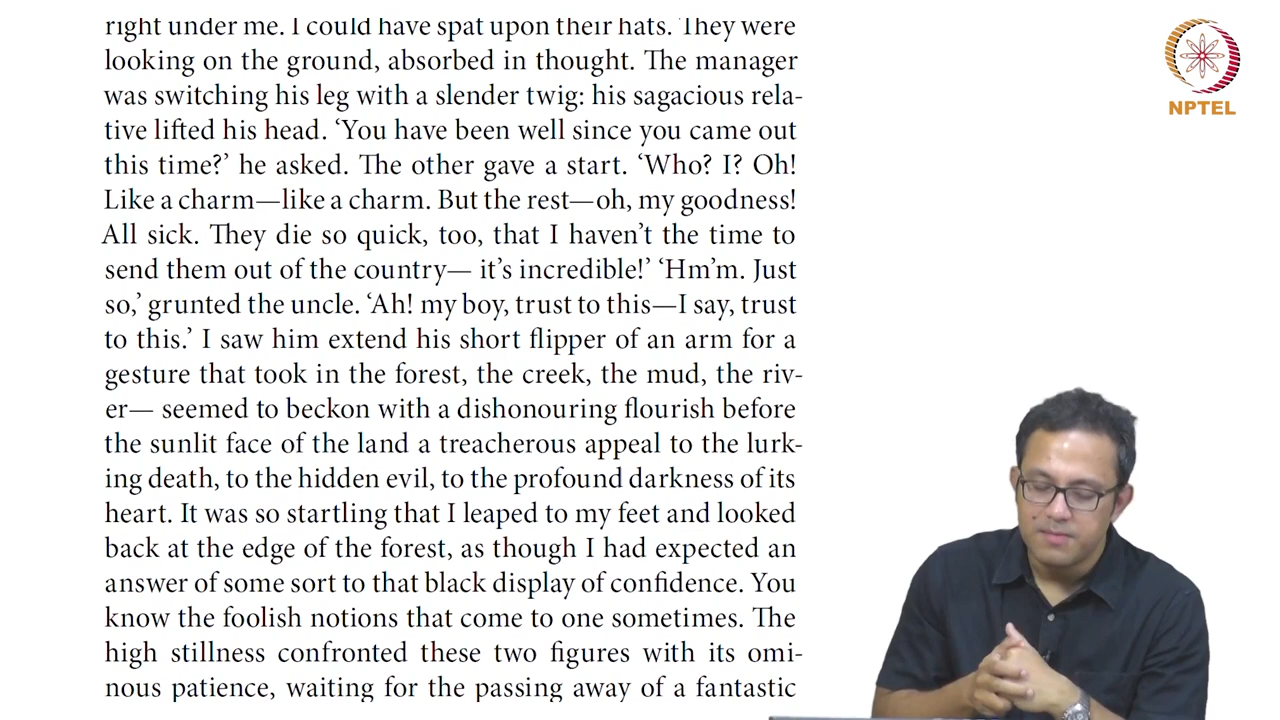 right under me. I could have spat upon their hats. They were
looking on the ground, absorbed in thought. The manager
was switching his leg with a slender twig: his sagacious rela-
tive lifted his head. ‘You have been well since you came out
this time?’ he asked. The other gave a start. ‘Who? I? Oh!
Like a charm—like a charm. But the rest—oh, my goodness!
All sick. They die so quick, too, that I haven’t the time to
send them out of the country— it’s incredible!’ ‘Hm’m. Just
so,’ grunted the uncle. ‘Ah! my boy, trust to this—I say, trust
to this.’ I saw him extend his short flipper of an arm for a
gesture that took in the forest, the creek, the mud, the riv-
er— seemed to beckon with a dishonouring flourish before
the sunlit face of the land a treacherous appeal to the lurk-
ing death, to the hidden evil, to the profound darkness of its
heart. It was so startling that I leaped to my feet and looked
back at the edge of the forest, as though I had expected an
answer of some sort to that black display of confidence. You
know the foolish notions that come to one sometimes. The
high stillness confronted these two figures with its omi-
nous patience, waiting for the passing away of a fantastic
NPTEL